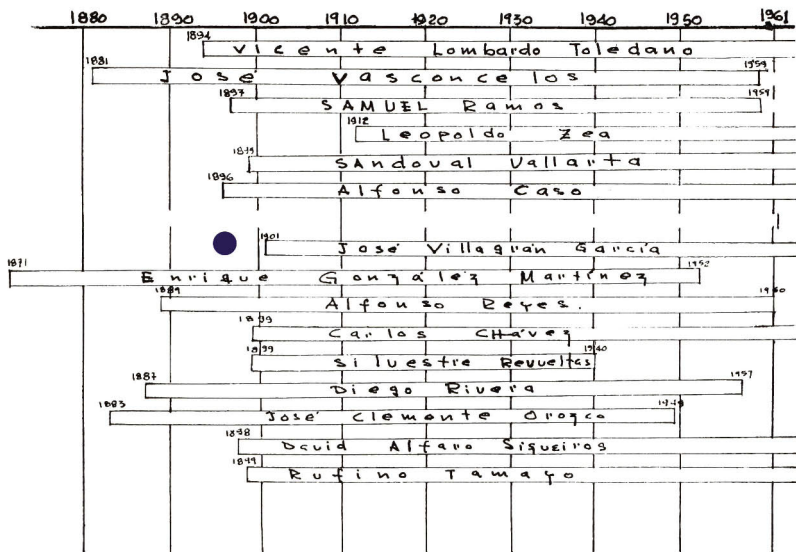 1880 1890 1900 1910 1920 1930 1940 1950 1961
1894
Vicente Lombardo Toledano
1881 1959
José Vasconcelos
1897 1959
SAMUEL Ramos
1912
Leopoldo Zea
1899
SAndoval Vallarta
1896
Alfonso Caso
1901
José Villagrán García
1871 1952
Enrique González Martínez
1889 1960
Alfonso Reyes.
1899
Carlos CHávez
1899 1940
Silvestre Revueltas
1887 1957
Diego Rivera
1883 1949
José Clemente Orozco
1898
David Alfaro Siqueiros
1899
Rufino Tamayo